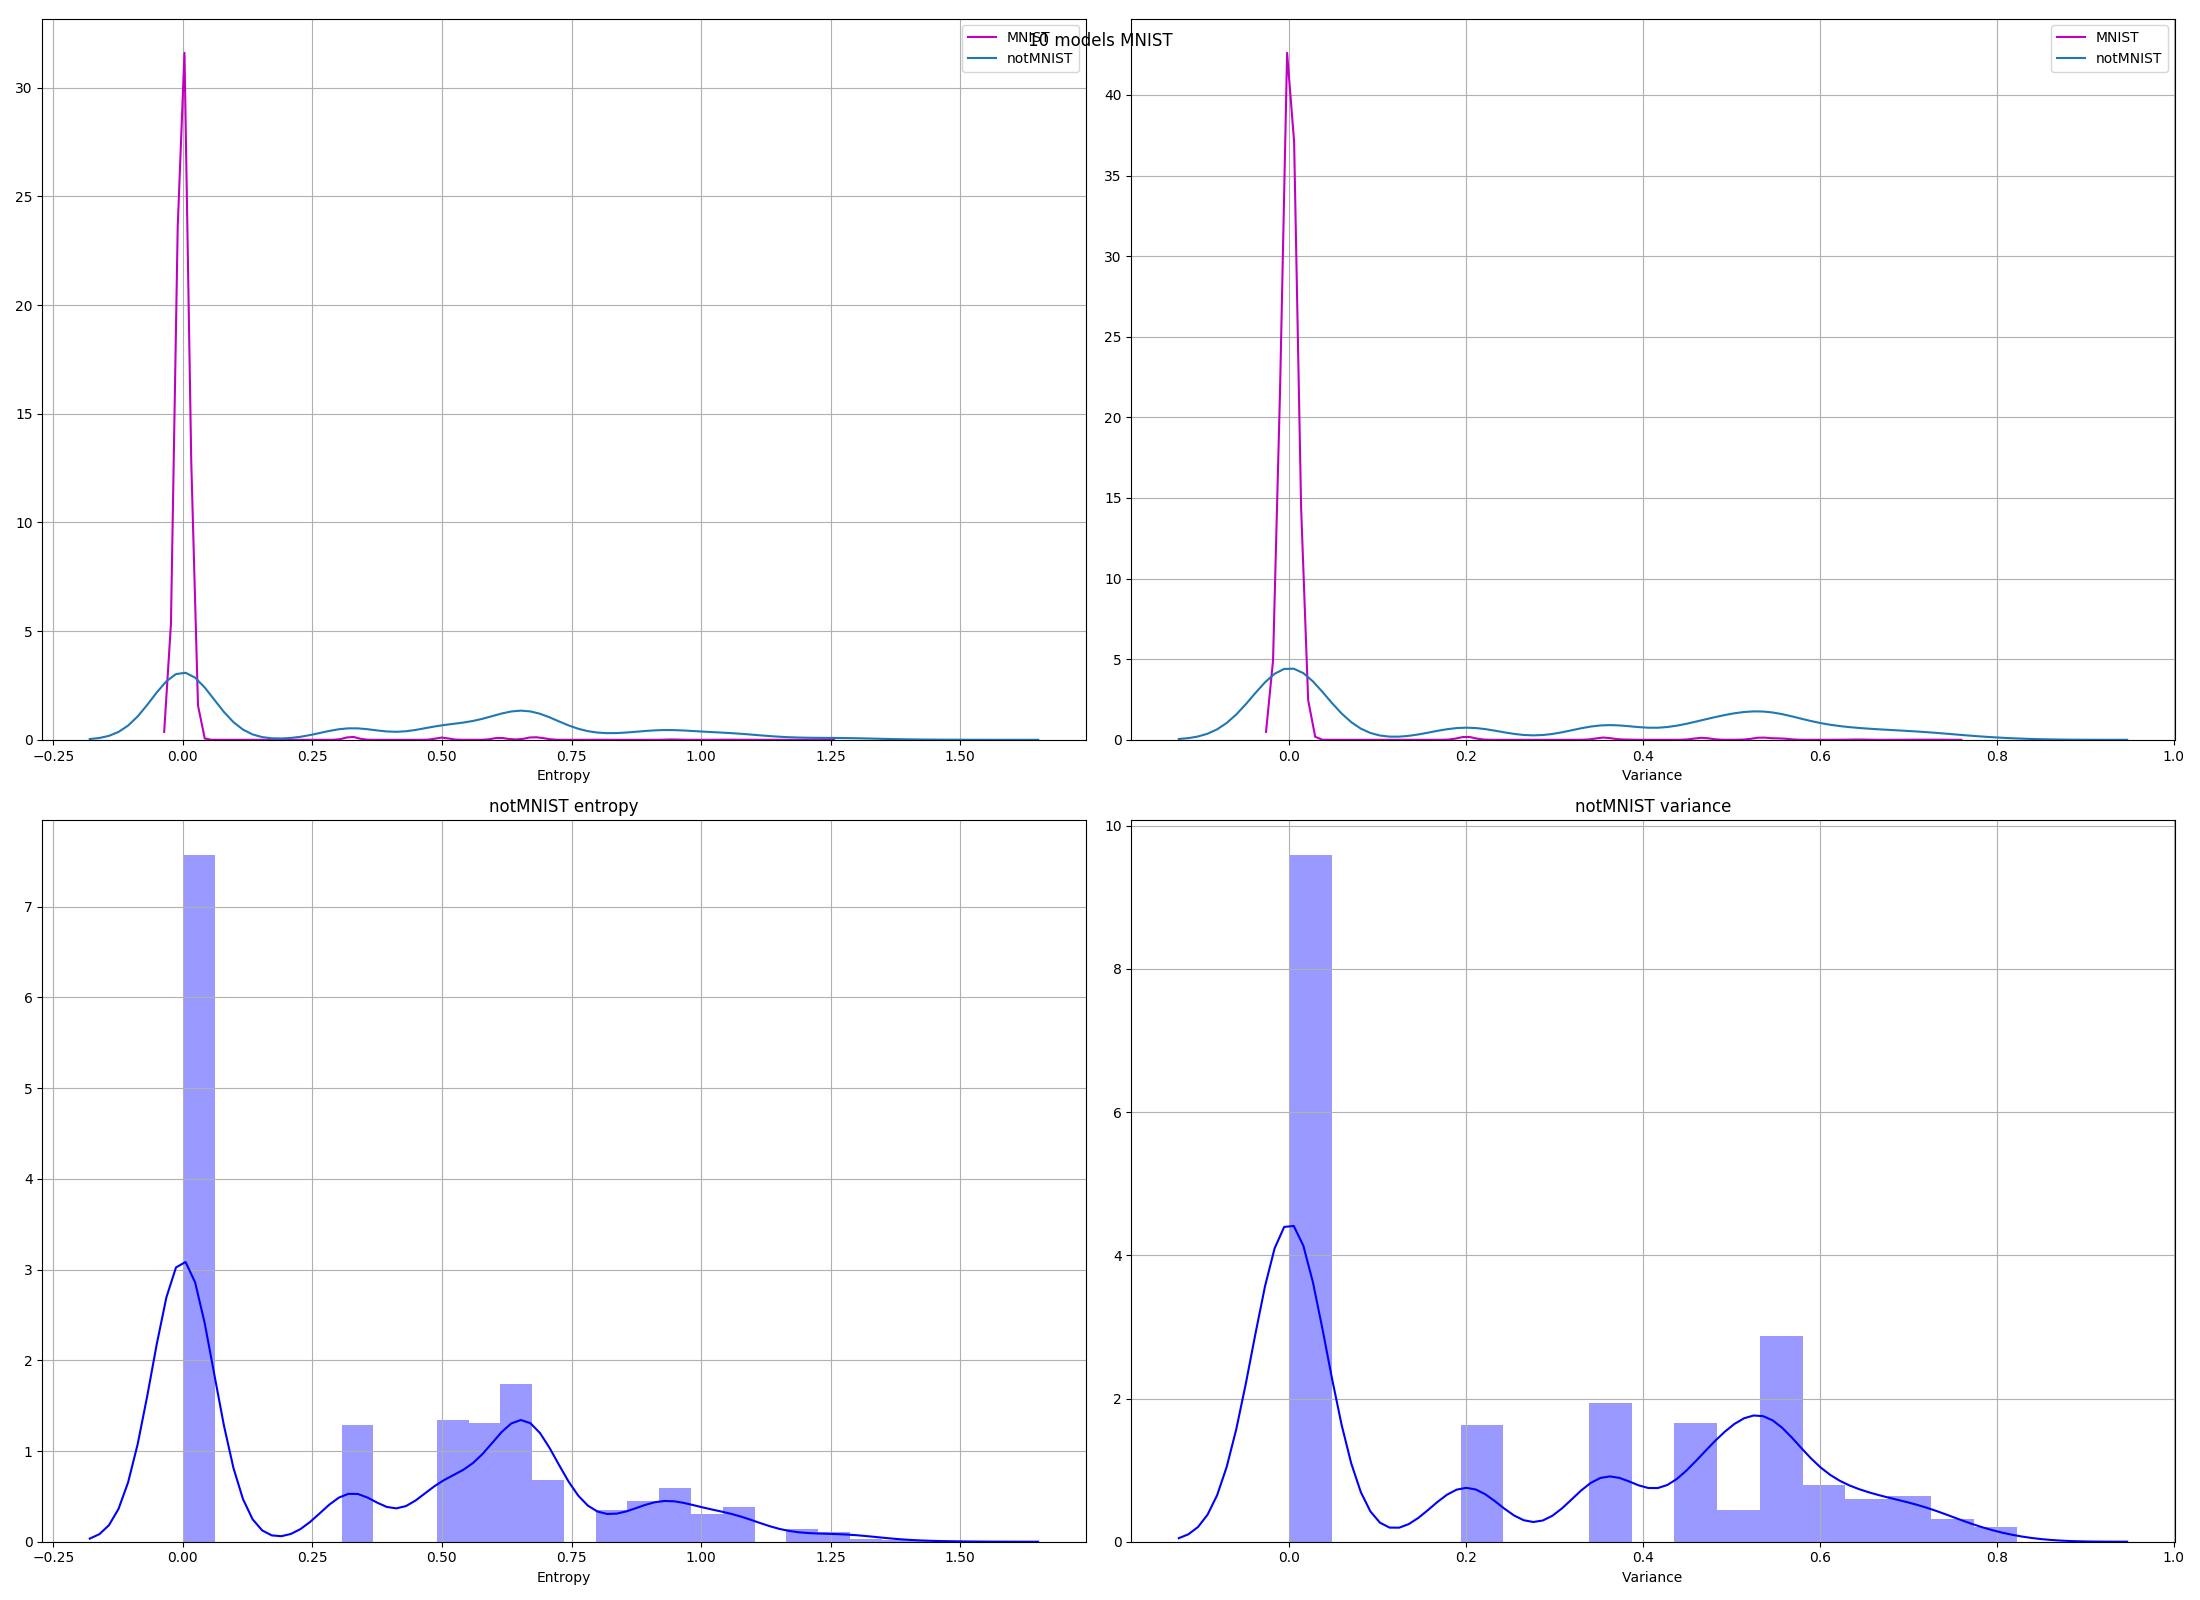 10 models MNIST
MNIST
notMNIST
30
25
20
15
10
5
0
−0.25 0.00 0.25 0.50 0.75 1.00 1.25 1.50
Entropy
MNIST
notMNIST
40
35
30
25
20
15
10
5
0
0.0 0.2 0.4 0.6 0.8 1.0
Variance
notMNIST entropy
7
6
5
4
3
2
1
0
−0.25 0.00 0.25 0.50 0.75 1.00 1.25 1.50
Entropy
notMNIST variance
10
8
6
4
2
0
0.0 0.2 0.4 0.6 0.8 1.0
Variance